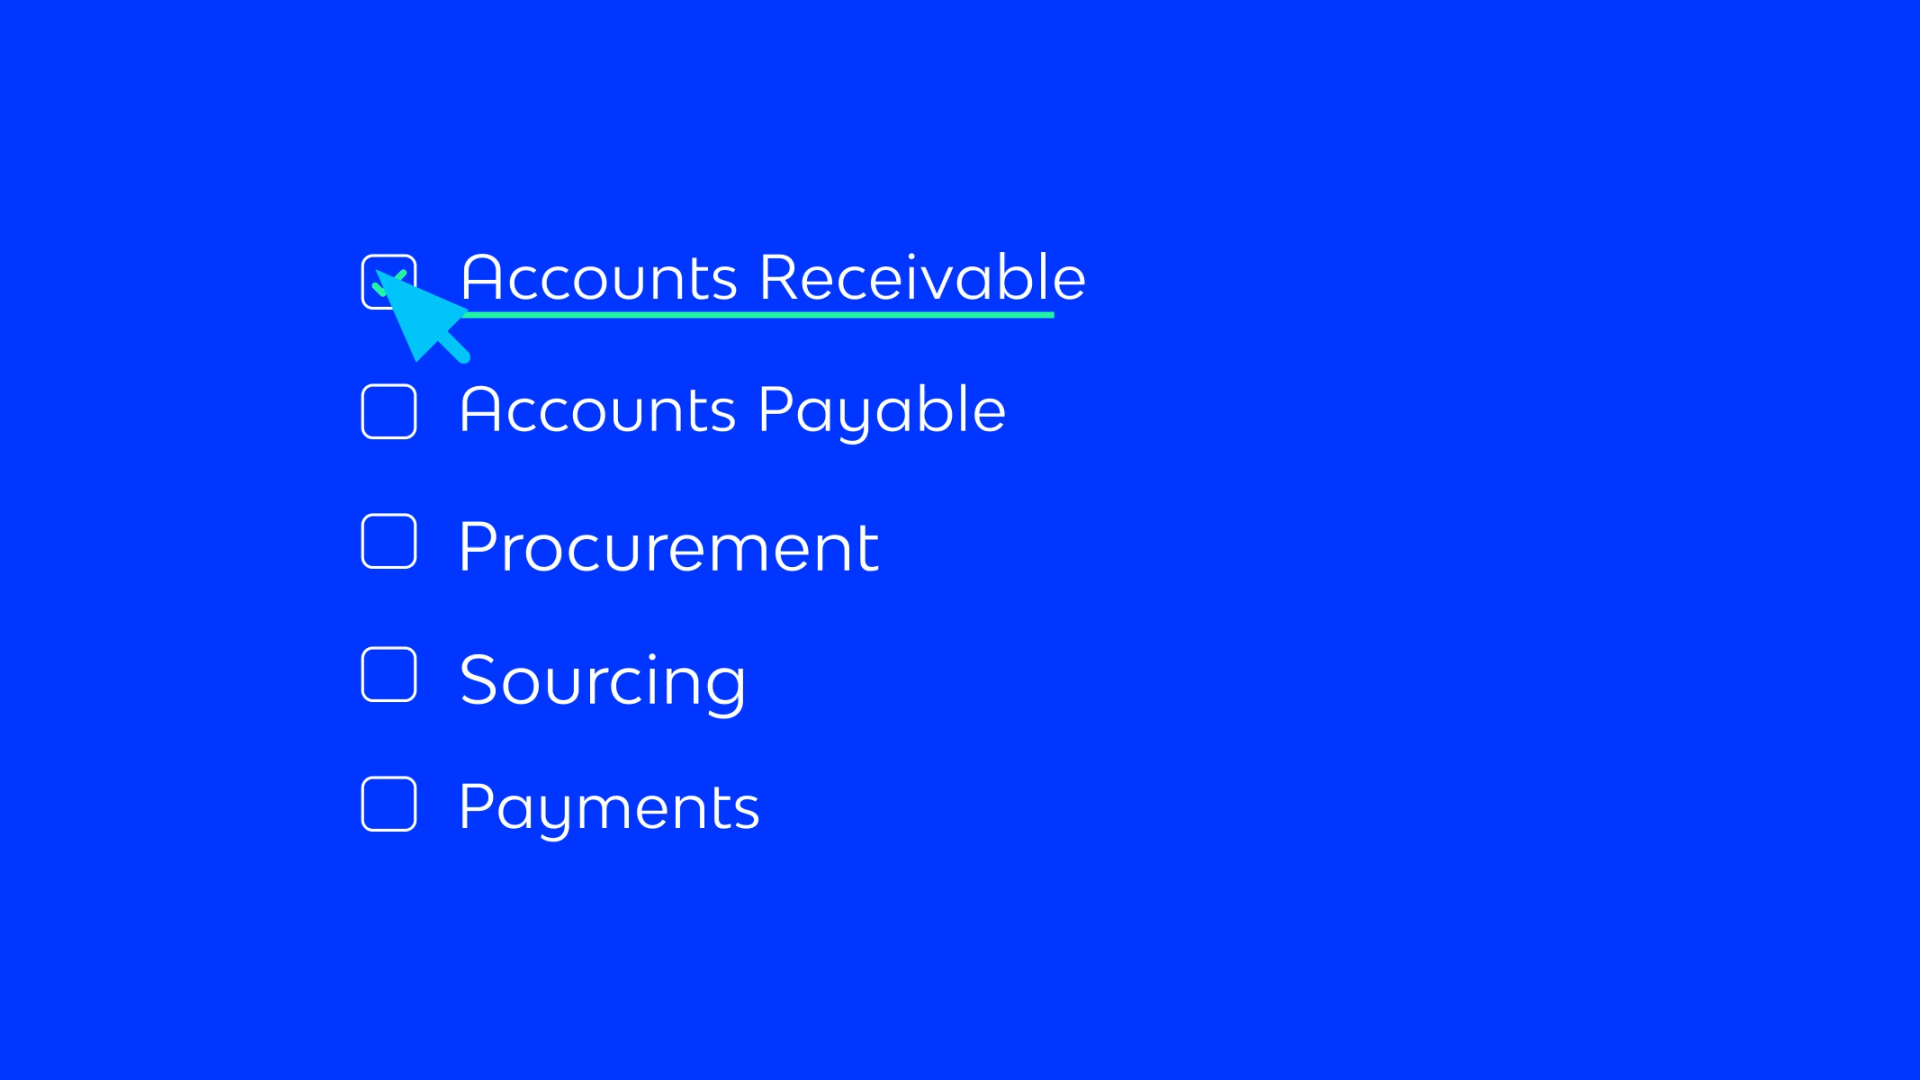 Accounts Receivable
Accounts Payable
Procurement
Sourcing
Payments